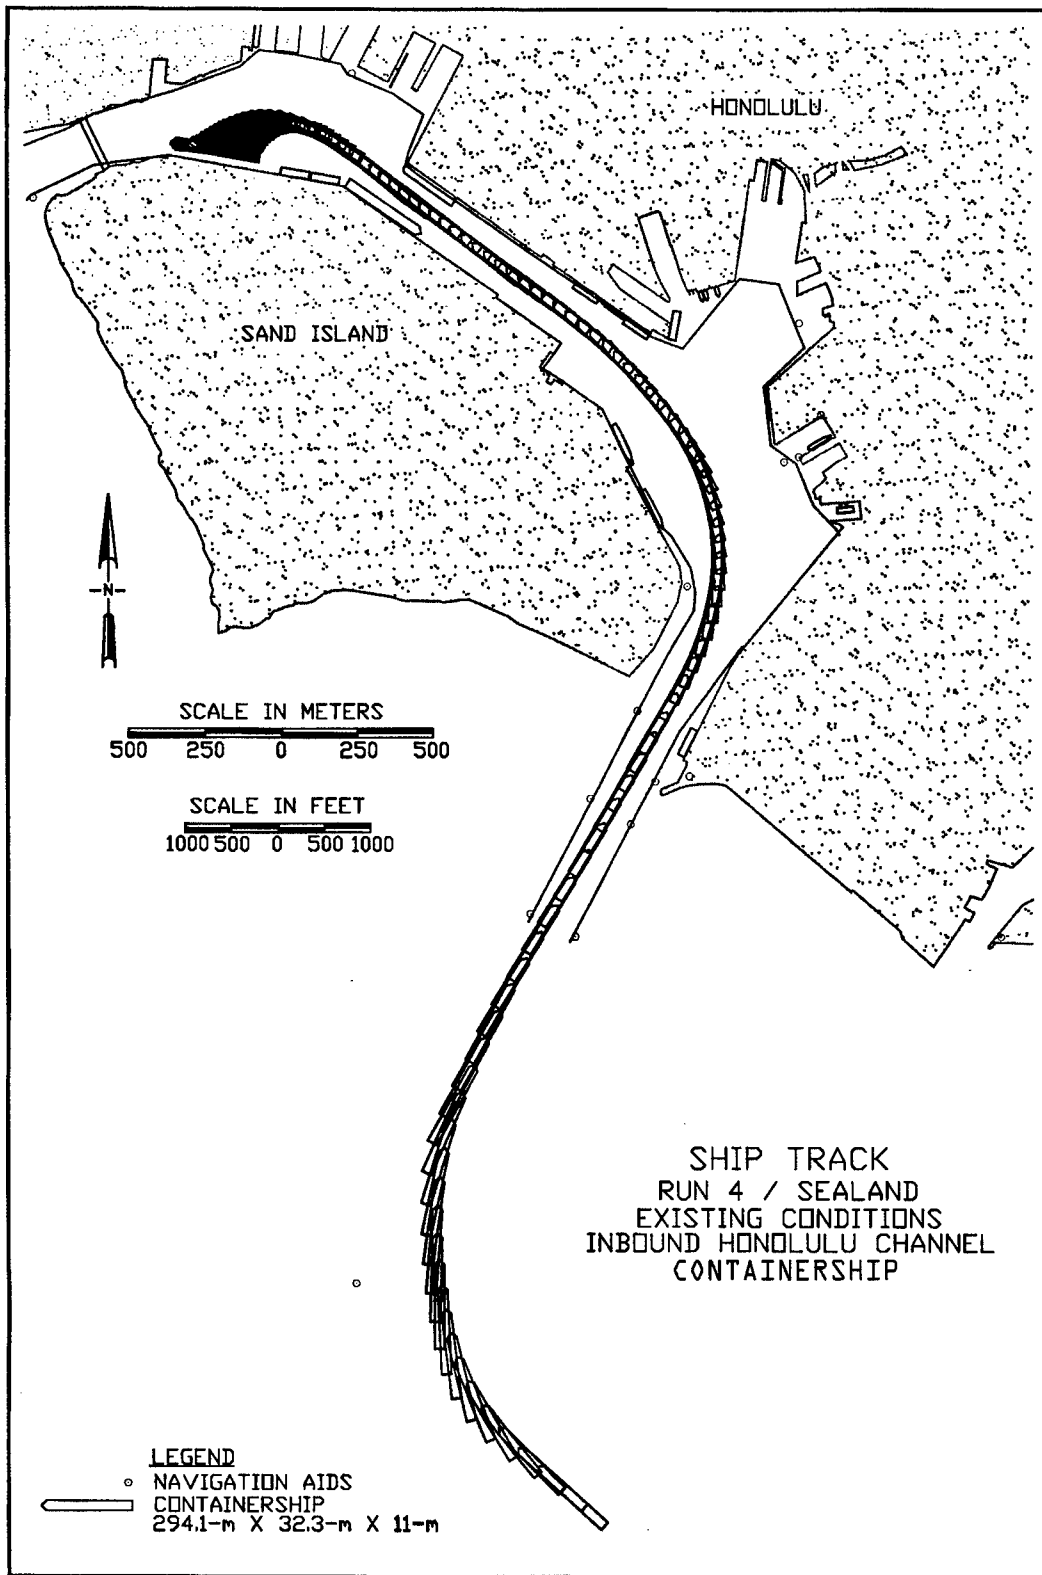 HONOLULU
SAND ISLAND
-N-
SCALE IN METERS
500 250 0 250 500
SCALE IN FEET
1000 500 0 500 1000
SHIP TRACK
RUN 4 / SEALAND
EXISTING CONDITIONS
INBOUND HONOLULU CHANNEL
CONTAINERSHIP
LEGEND
NAVIGATION AIDS
CONTAINERSHIP
294.1-m X 32.3-m X 11-m